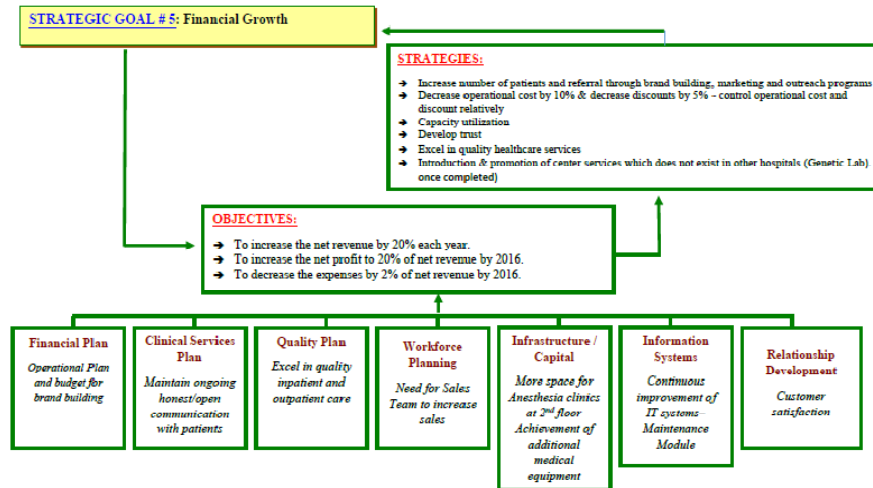 STRATEGIC GOAL # 5: Financial Growth
STRATEGIES:
➔ Increase number of patients and referral through brand building, marketing and outreach programs
➔ Decrease operational cost by 10% & decrease discounts by 5% – control operational cost and
discount relatively
➔ Capacity utilization
➔ Develop trust
➔ Excel in quality healthcare services
➔ Introduction & promotion of center services which does not exist in other hospitals (Genetic Lab)
once completed)
OBJECTIVES:
➔ To increase the net revenue by 20% each year.
➔ To increase the net profit to 20% of net revenue by 2016.
➔ To decrease the expenses by 2% of net revenue by 2016.
Financial Plan
Operational Plan
and budget for
brand building
Clinical Services
Plan
Maintain ongoing
honest/open
communication
with patients
Quality Plan
Excel in quality
inpatient and
outpatient care
Workforce
Planning
Need for Sales
Team to increase
sales
Infrastructure /
Capital
More space for
Anesthesia clinics
at 2nd floor
Achievement of
additional
medical
equipment
Information
Systems
Continuous
improvement of
IT systems–
Maintenance
Module
Relationship
Development
Customer
satisfaction